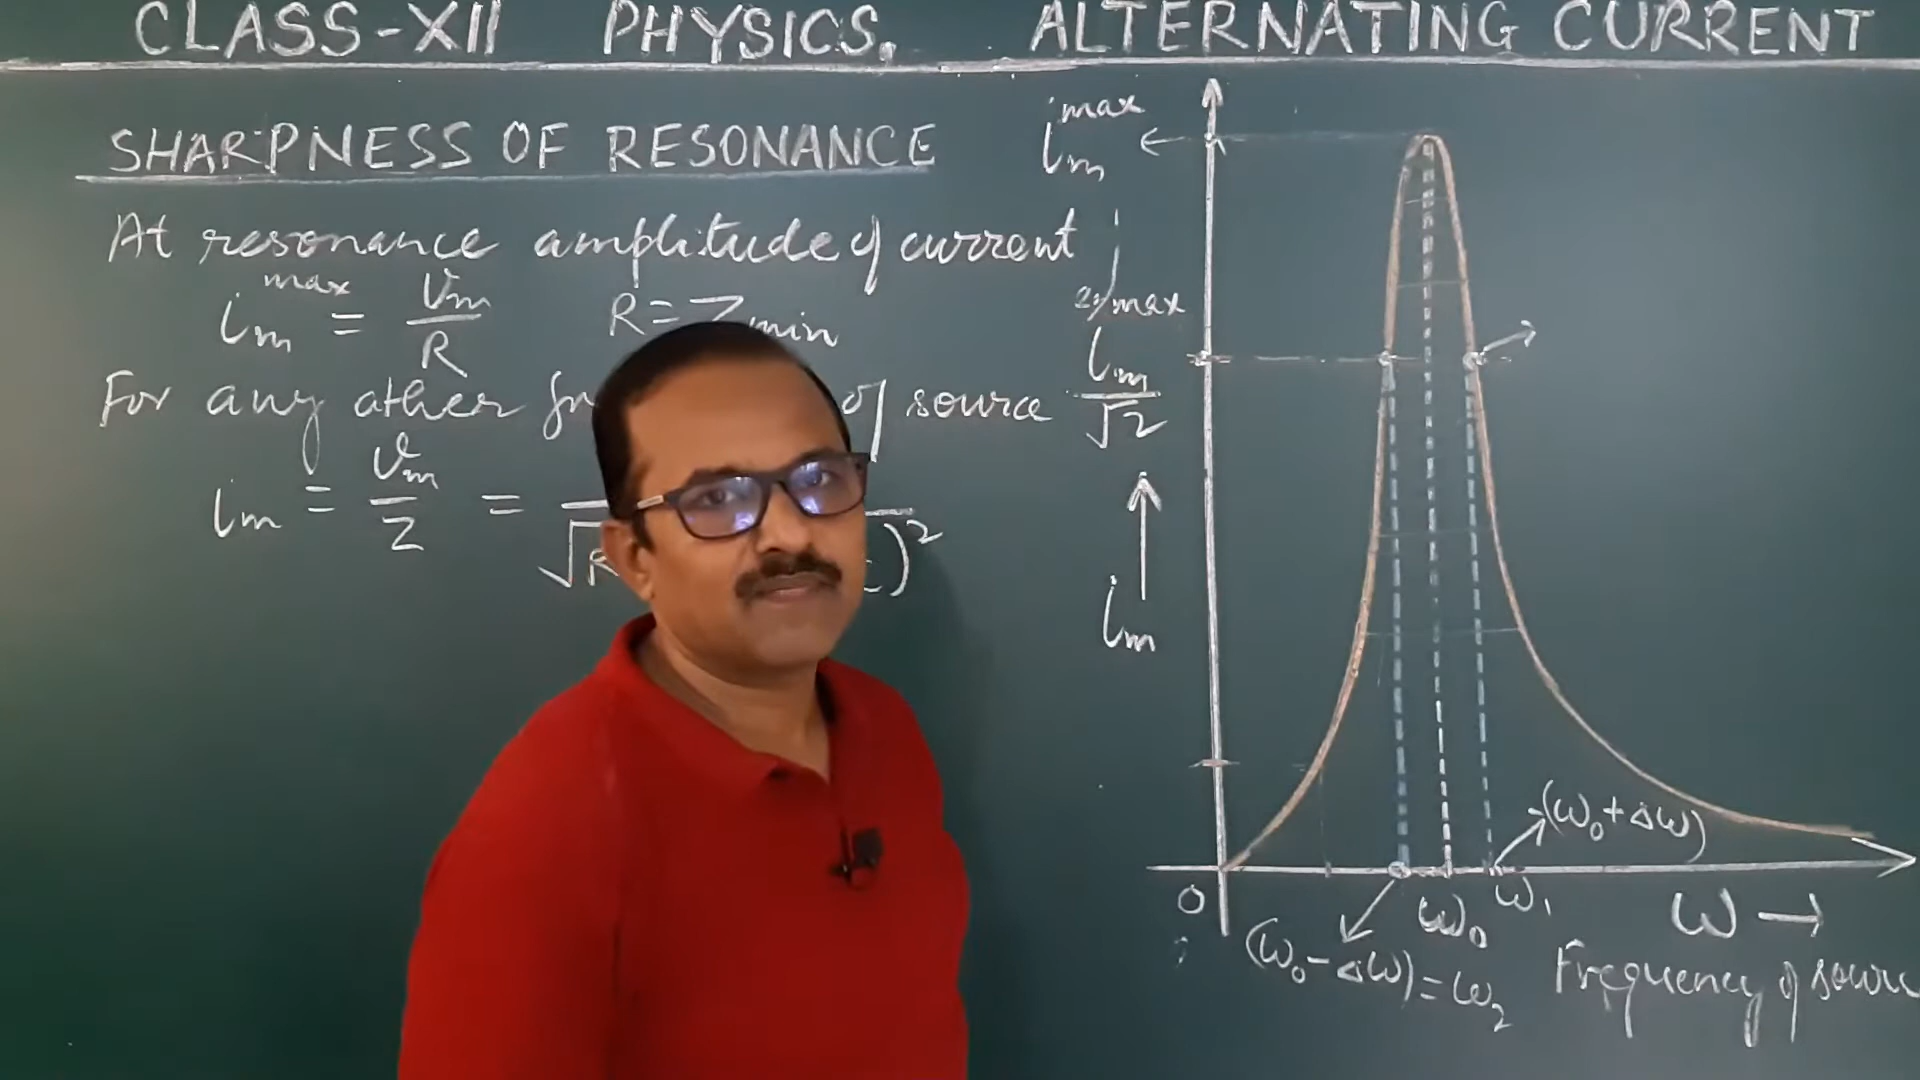 CLASS-XII PHYSICS. ALTERNATING CURRENT
SHARPNESS OF RESONANCE
At resonance amplitude of current
i_m^max = v_m / R R = Z_min
For any other of source
i_m = v_m / Z =
i_m^max
i_m^max / √2
i_m
(ω₀+Δω)
0
ω₀
ω₁
ω →
(ω₀-Δω) = ω₂
Frequency of